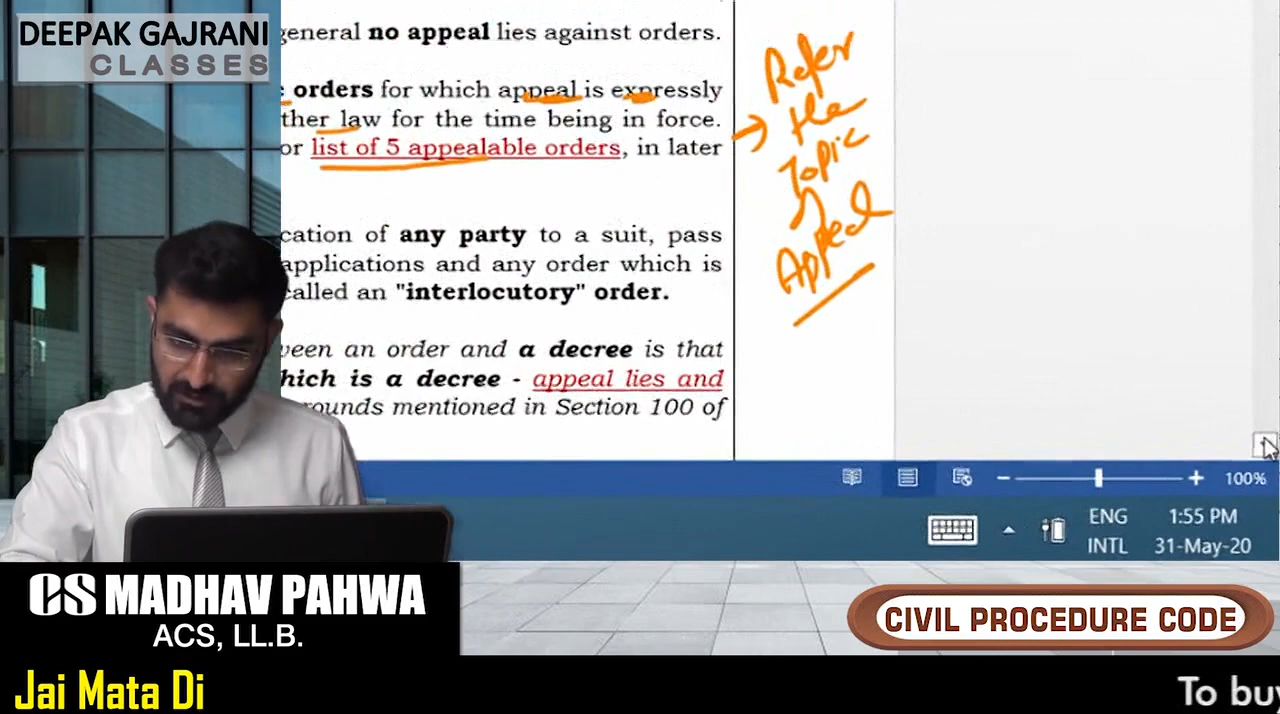 DEEPAK GAJRANI
CLASSES
general no appeal lies against orders.
orders for which appeal is expressly
ther law for the time being in force.
or list of 5 appealable orders, in later
cation of any party to a suit, pass
applications and any order which is
called an "interlocutory" order.
ween an order and a decree is that
hich is a decree - appeal lies and
rounds mentioned in Section 100 of
Refer
the
Topic
of
Appeal
100%
ENG
1:55 PM
INTL
31-May-20
CS MADHAV PAHWA
ACS, LL.B.
CIVIL PROCEDURE CODE
Jai Mata Di
To buy